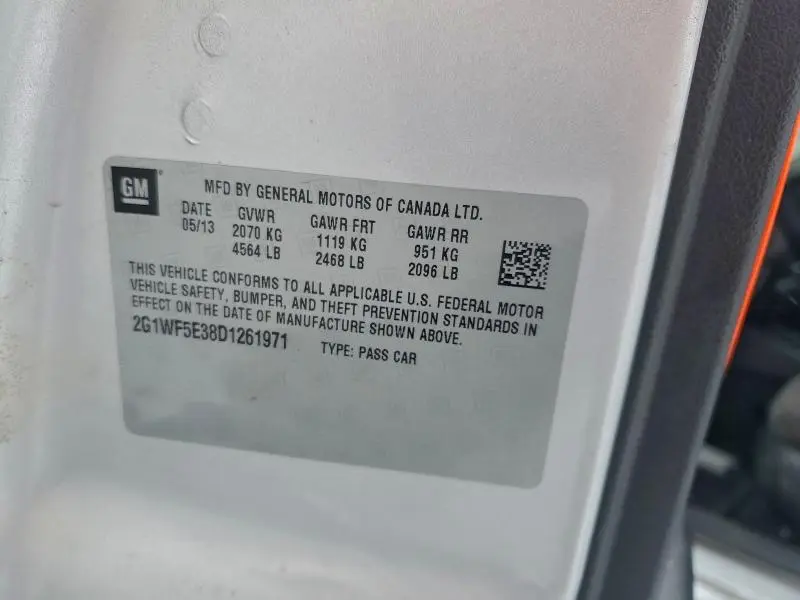 GM
MFD BY GENERAL MOTORS OF CANADA LTD.
DATE GVWR GAWR FRT GAWR RR
05/13 2070 KG 1119 KG 951 KG
4564 LB 2468 LB 2096 LB
THIS VEHICLE CONFORMS TO ALL APPLICABLE U.S. FEDERAL MOTOR
VEHICLE SAFETY, BUMPER, AND THEFT PREVENTION STANDARDS IN
EFFECT ON THE DATE OF MANUFACTURE SHOWN ABOVE.
2G1WF5E38D1261971 TYPE: PASS CAR